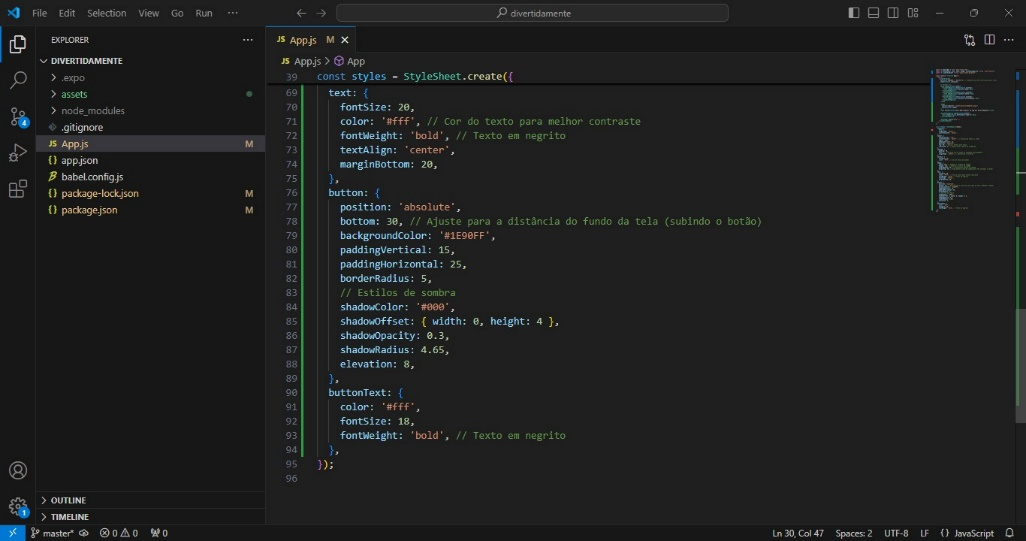 File Edit Selection View Go Run ··· ← → divertidamente
EXPLORER ···
DIVERTIDAMENTE
.expo
assets
node_modules
.gitignore
JS App.js M
{} app.json
babel.config.js
{} package-lock.json M
{} package.json M
OUTLINE
TIMELINE
JS App.js M ×
JS App.js > App
39 const styles = StyleSheet.create({
69 text: {
70 fontSize: 20,
71 color: '#fff', // Cor do texto para melhor contraste
72 fontWeight: 'bold', // Texto em negrito
73 textAlign: 'center',
74 marginBottom: 20,
75 },
76 button: {
77 position: 'absolute',
78 bottom: 30, // Ajuste para a distância do fundo da tela (subindo o botão)
79 backgroundColor: '#1E90FF',
80 paddingVertical: 15,
81 paddingHorizontal: 25,
82 borderRadius: 5,
83 // Estilos de sombra
84 shadowColor: '#000',
85 shadowOffset: { width: 0, height: 4 },
86 shadowOpacity: 0.3,
87 shadowRadius: 4.65,
88 elevation: 8,
89 },
90 buttonText: {
91 color: '#fff',
92 fontSize: 18,
93 fontWeight: 'bold', // Texto em negrito
94 },
95 });
96
4
1
master* 0 0 0 Ln 30, Col 47 Spaces: 2 UTF-8 LF {} JavaScript